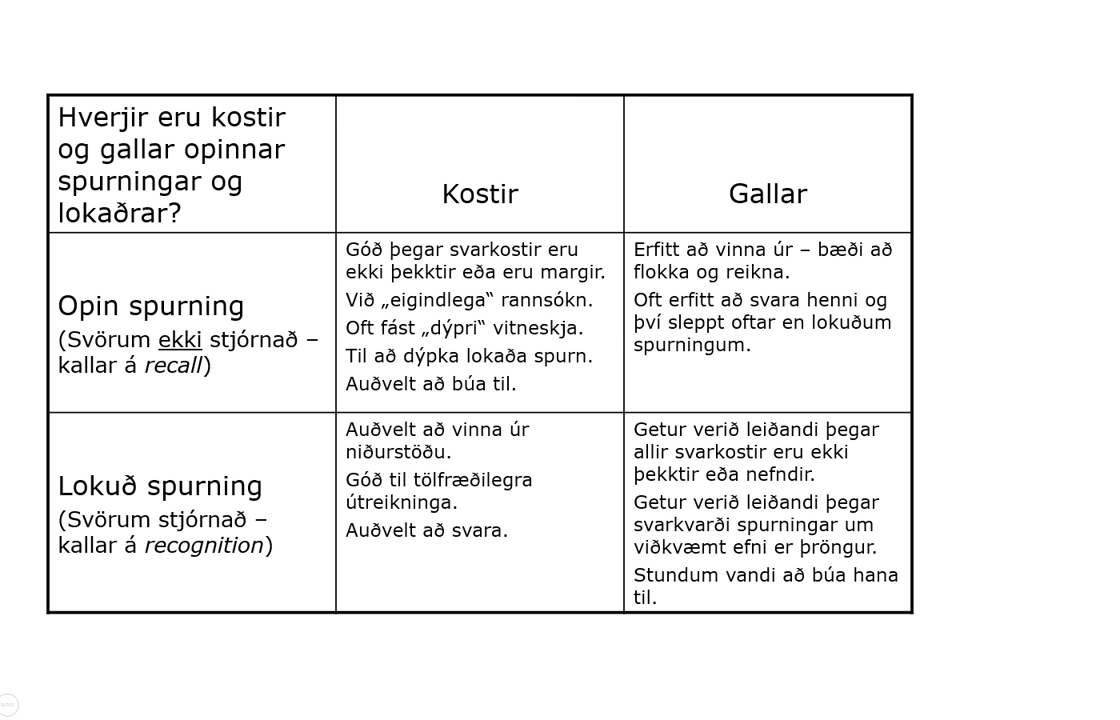 Hverjir eru kostir
og gallar opinnar
spurningar og
lokaðrar?
Kostir
Gallar
Opin spurning
(Svörum ekki stjórnað –
kallar á recall)
Góð þegar svarkostir eru
ekki þekktir eða eru margir.
Við „eigindlega“ rannsókn.
Oft fást „dýpri“ vitneskja.
Til að dýpka lokaða spurn.
Auðvelt að búa til.
Erfitt að vinna úr – bæði að
flokka og reikna.
Oft erfitt að svara henni og
því sleppt oftar en lokuðum
spurningum.
Lokuð spurning
(Svörum stjórnað –
kallar á recognition)
Auðvelt að vinna úr
niðurstöðu.
Góð til tölfræðilegra
útreikninga.
Auðvelt að svara.
Getur verið leiðandi þegar
allir svarkostir eru ekki
þekktir eða nefndir.
Getur verið leiðandi þegar
svarkvarði spurningar um
viðkvæmt efni er þröngur.
Stundum vandi að búa hana
til.